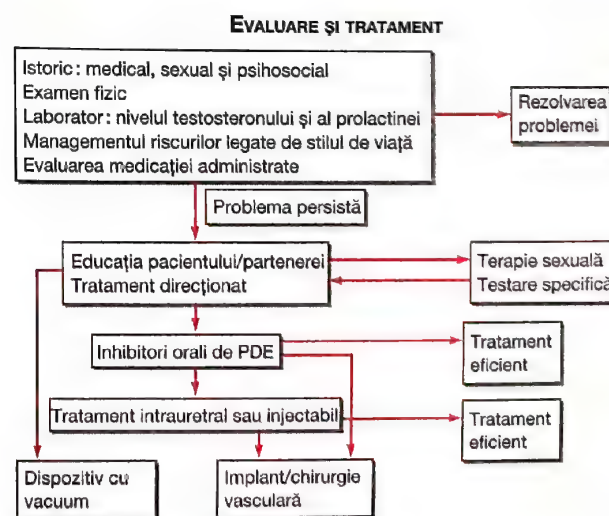 EVALUARE ŞI TRATAMENT
Istoric: medical, sexual şi psihosocial
Examen fizic
Laborator: nivelul testosteronului şi al prolactinei
Managementul riscurilor legate de stilul de viaţă
Evaluarea medicaţiei administrate
Rezolvarea
problemei
Problema persistă
Educaţia pacientului/partenerei
Tratament direcţionat
Terapie sexuală
Testare specifică
Inhibitori orali de PDE
Tratament
eficient
Tratament intrauretral sau injectabil
Tratament
eficient
Dispozitiv cu
vacuum
Implant/chirurgie
vasculară